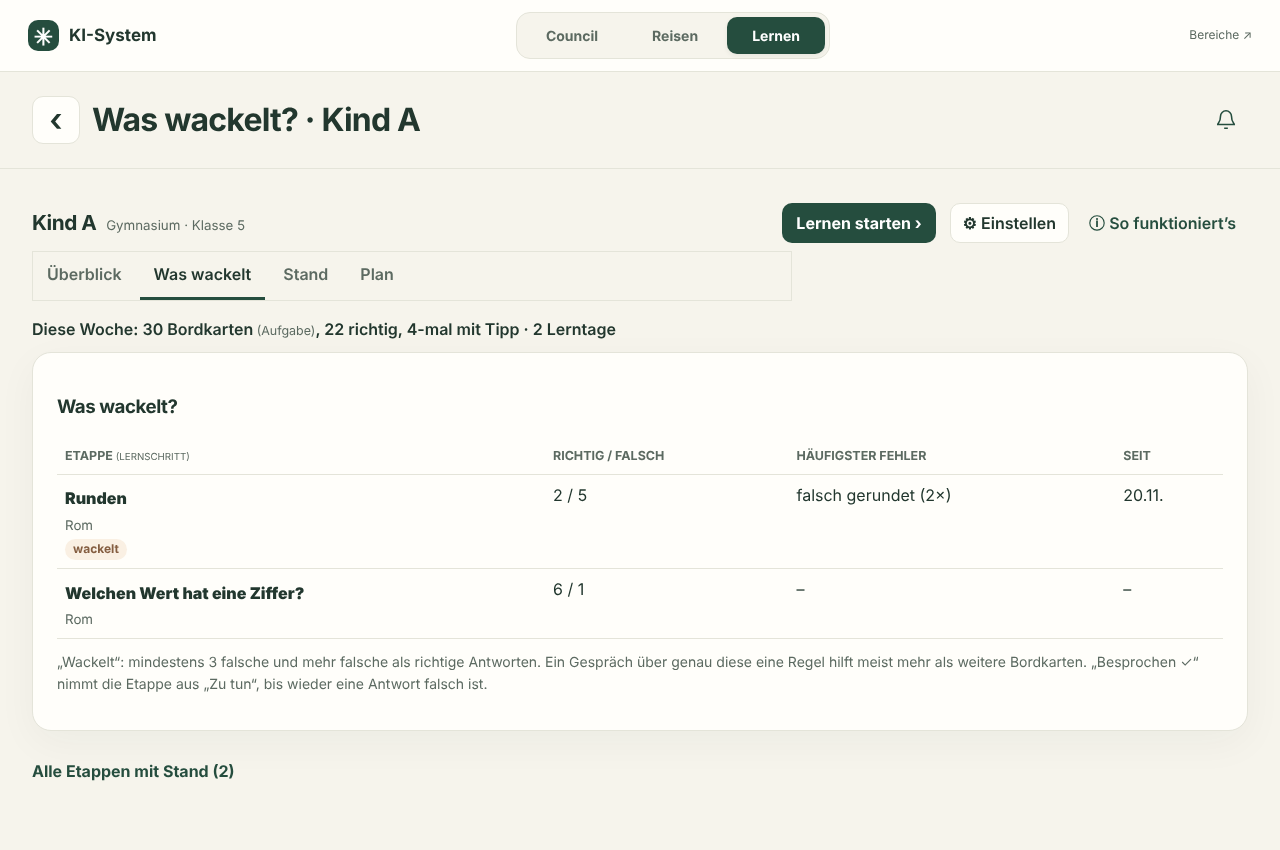 KI-System
Council Reisen Lernen
Bereiche ↗
‹ Was wackelt? · Kind A
Kind A Gymnasium · Klasse 5
Lernen starten ›
⚙ Einstellen
ⓘ So funktioniert’s
Überblick Was wackelt Stand Plan
Diese Woche: 30 Bordkarten (Aufgabe), 22 richtig, 4-mal mit Tipp · 2 Lerntage
Was wackelt?
ETAPPE (LERNSCHRITT) RICHTIG / FALSCH HÄUFIGSTER FEHLER SEIT
Runden 2 / 5 falsch gerundet (2×) 20.11.
Rom
wackelt
Welchen Wert hat eine Ziffer? 6 / 1 – –
Rom
„Wackelt“: mindestens 3 falsche und mehr falsche als richtige Antworten. Ein Gespräch über genau diese eine Regel hilft meist mehr als weitere Bordkarten. „Besprochen ✓“
nimmt die Etappe aus „Zu tun“, bis wieder eine Antwort falsch ist.
Alle Etappen mit Stand (2)